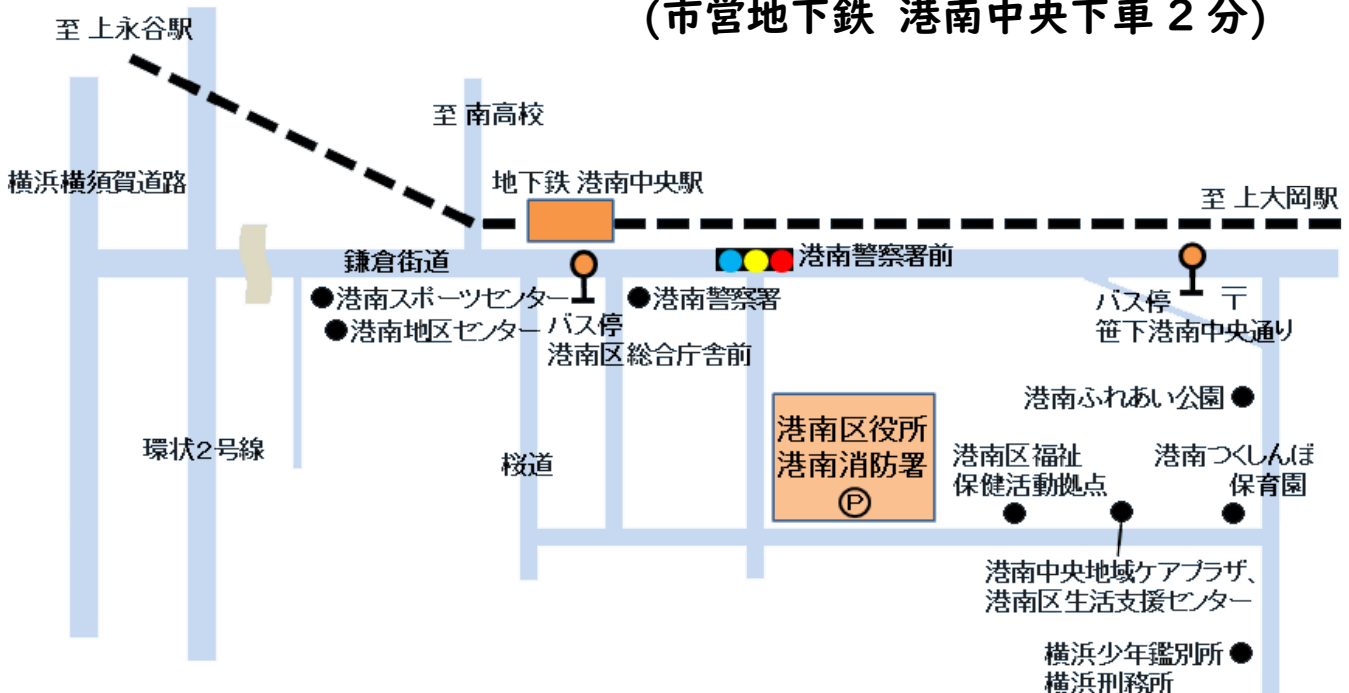 (市営地下鉄 港南中央下車 2 分)
至 上永谷駅
至 南高校
横浜横須賀道路
地下鉄 港南中央駅
至 上大岡駅
鎌倉街道
港南警察署前
●港南スポーツセンター
●港南警察署
●港南地区センター
バス停
港南区総合庁舎前
バス停 〒
笹下港南中央通り
港南ふれあい公園●
環状2号線
桜道
港南区役所
港南消防署
Ⓟ
港南区福祉
保健活動拠点
港南つくしんぼ
保育園
港南中央地域ケアプラザ、
港南区生活支援センター
横浜少年鑑別所●
横浜刑務所